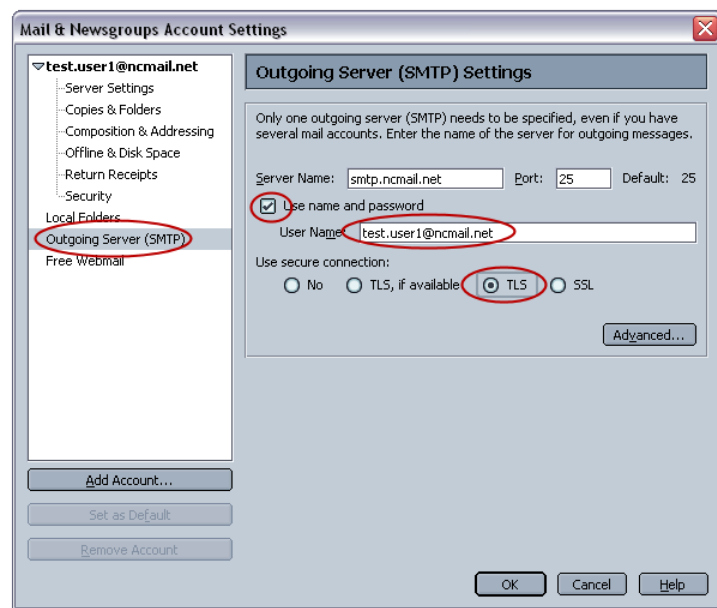 Mail & Newsgroups Account Settings
test.user1@ncmail.net
Server Settings
Copies & Folders
Composition & Addressing
Offline & Disk Space
Return Receipts
Security
Local Folders
Outgoing Server (SMTP)
Free Webmail
Add Account...
Set as Default
Remove Account
Outgoing Server (SMTP) Settings
Only one outgoing server (SMTP) needs to be specified, even if you have
several mail accounts. Enter the name of the server for outgoing messages.
Server Name: smtp.ncmail.net Port: 25 Default: 25
Use name and password
User Name: test.user1@ncmail.net
Use secure connection:
No TLS, if available TLS SSL
Advanced...
OK Cancel Help